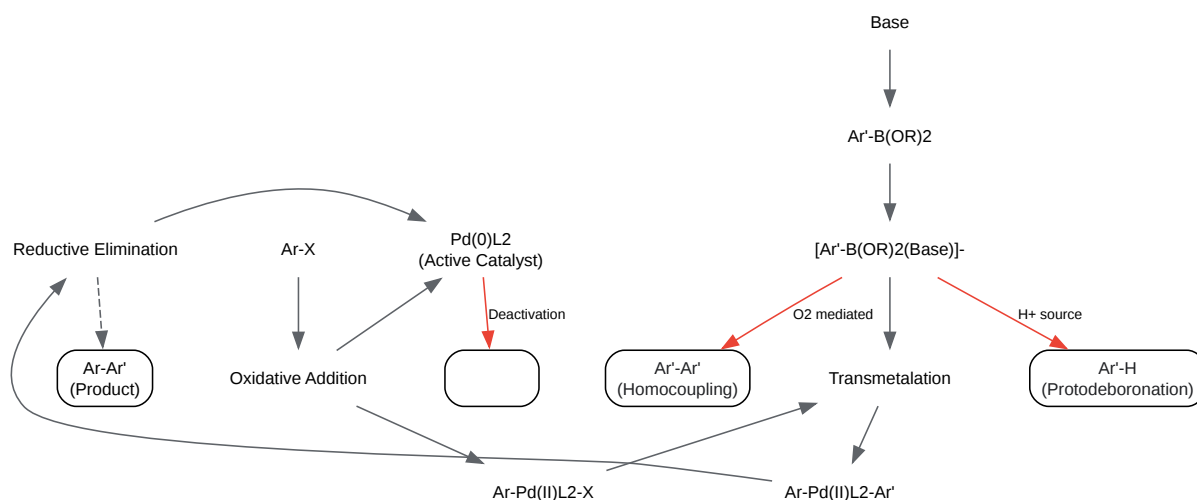 Base
Ar'-B(OR)2
Reductive Elimination
Ar-X
Pd(0)L2
(Active Catalyst)
[Ar'-B(OR)2(Base)]-
Deactivation
O2 mediated
H+ source
Ar-Ar'
(Product)
Oxidative Addition
Ar'-Ar'
(Homocoupling)
Transmetalation
Ar'-H
(Protodeboronation)
Ar-Pd(II)L2-X
Ar-Pd(II)L2-Ar'